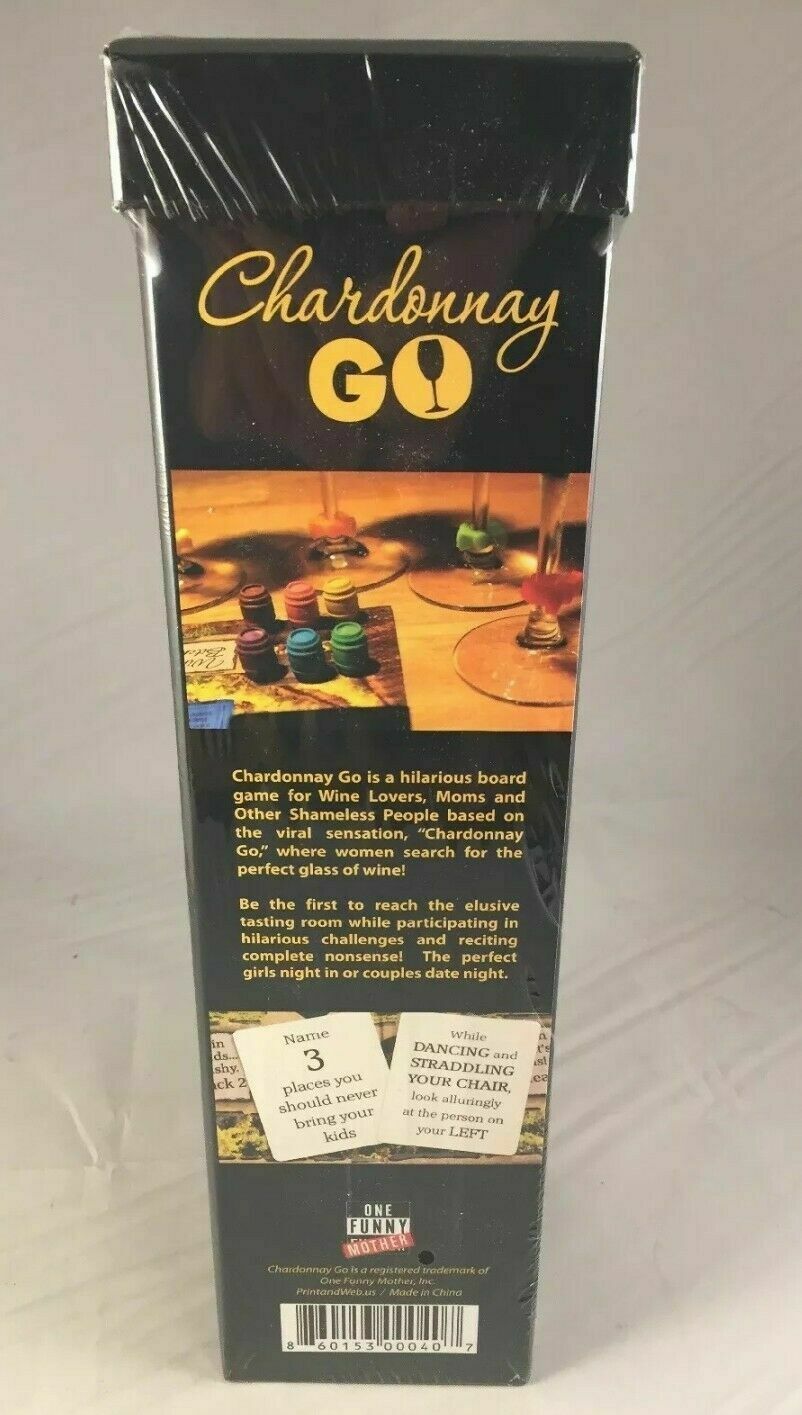 Chardonnay
GO
Chardonnay Go is a hilarious board
game for Wine Lovers, Moms and
Other Shameless People based on
the viral sensation, "Chardonnay
Go," where women search for the
perfect glass of wine!
Be the first to reach the elusive
tasting room while participating in
hilarious challenges and reciting
complete nonsense! The perfect
girls night in or couples date night.
Name
3
places you
should never
bring your
kids
While
DANCING and
STRADDLING
YOUR CHAIR,
look alluringly
at the person on
your LEFT
ONE
FUNNY
MOTHER
Chardonnay Go is a registered trademark of
One Funny Mother, Inc.
PrintandWeb.us / Made in China
8 60153 00040 7